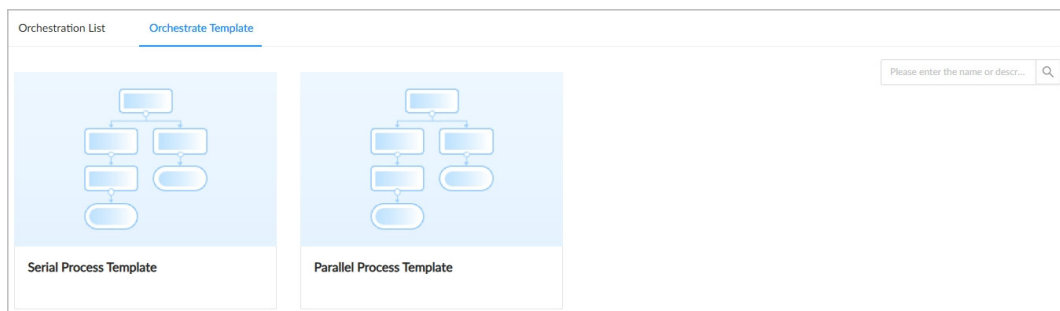 Orchestration List
Orchestrate Template
Please enter the name or descr...
Serial Process Template
Parallel Process Template